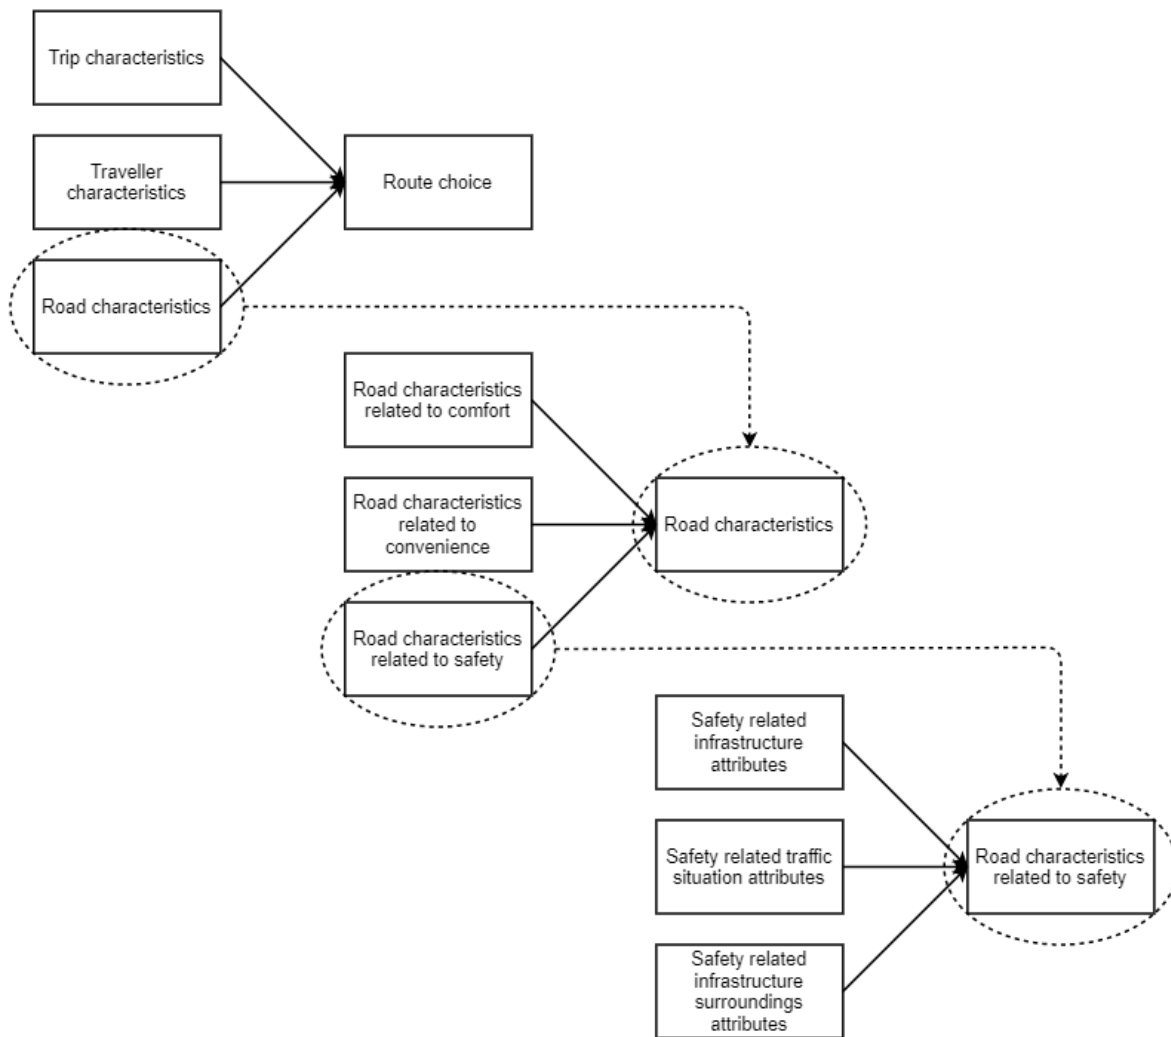 Trip characteristics
Traveller
characteristics
Route choice
Road characteristics
Road characteristics
related to comfort
Road characteristics
related to
convenience
Road characteristics
Road characteristics
related to safety
Safety related
infrastructure
attributes
Safety related traffic
situation attributes
Road characteristics
related to safety
Safety related
infrastructure
surroundings
attributes